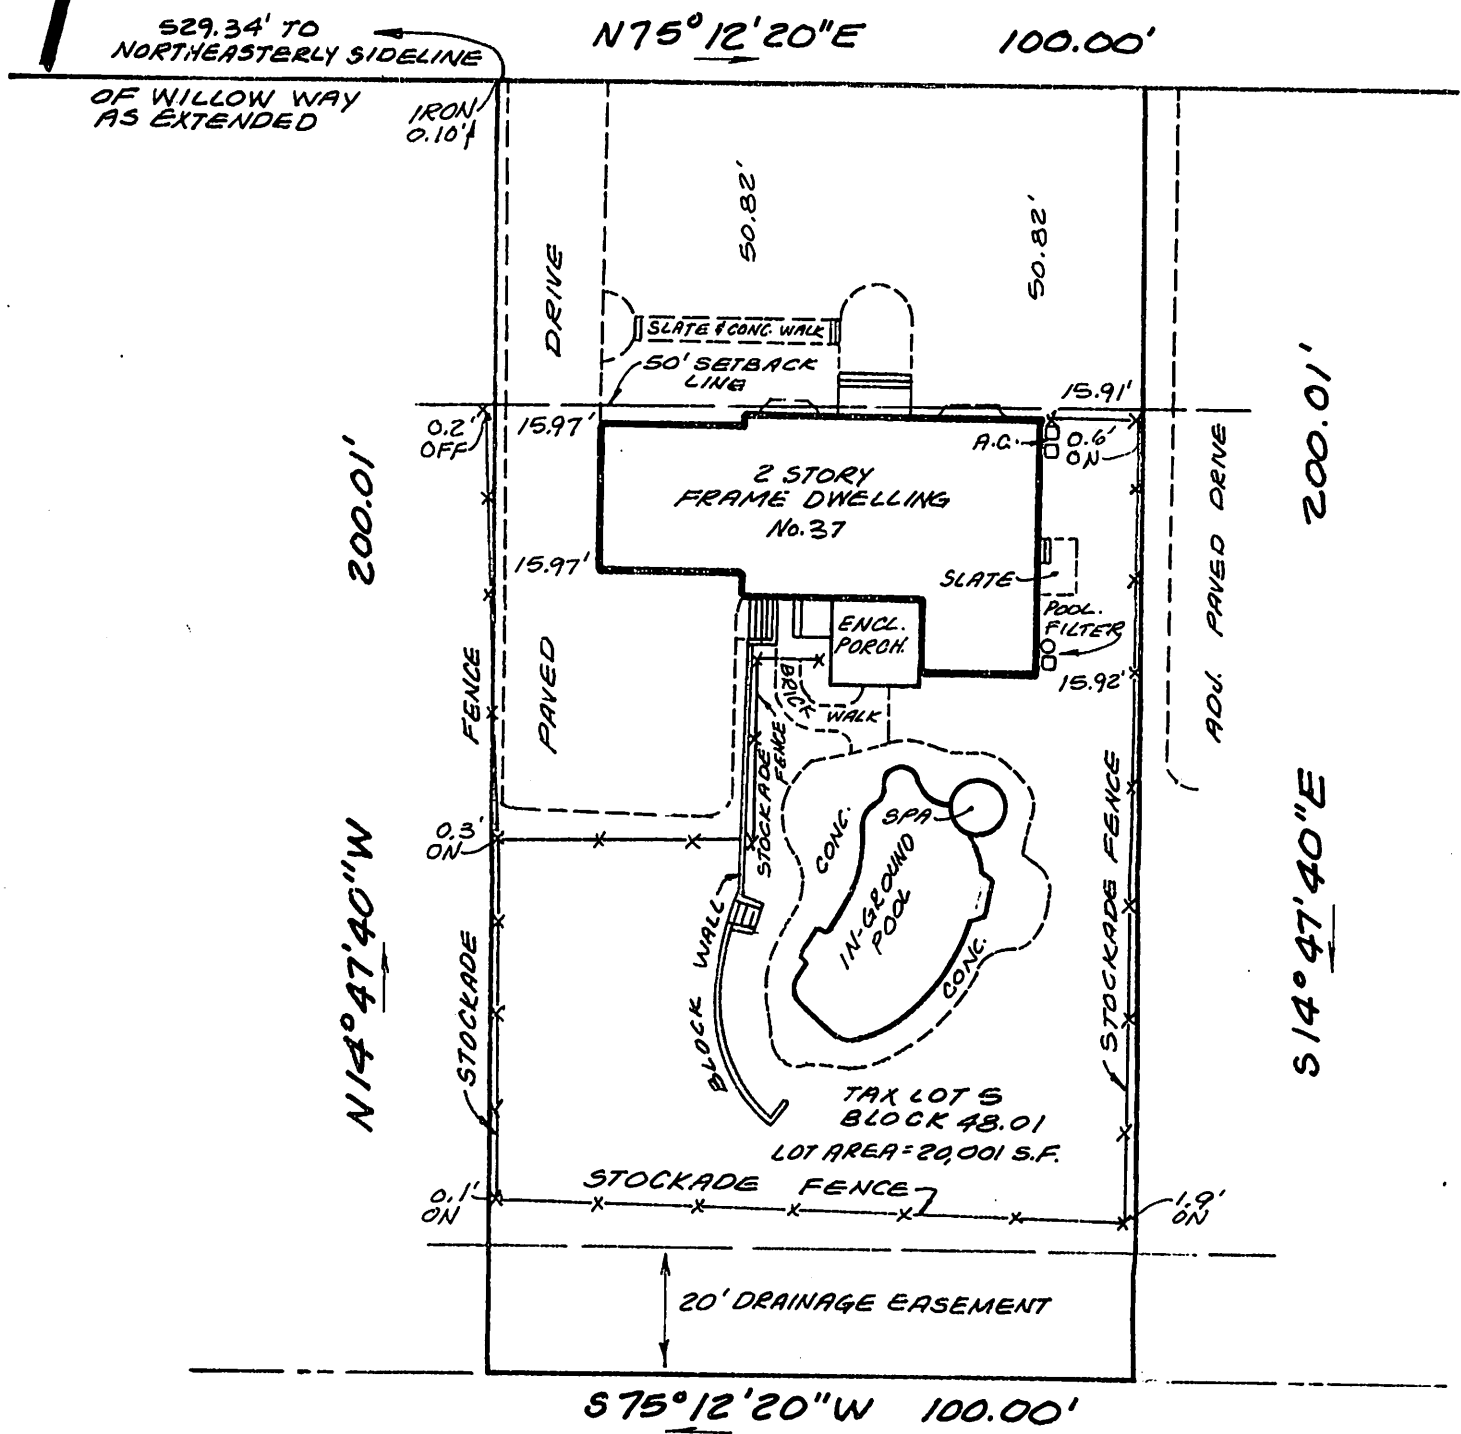 529.34' TO
NORTHEASTERLY SIDELINE
OF WILLOW WAY
AS EXTENDED
N75°12'20"E 100.00'
IRON
0.10'
50.82'
50.82'
DRIVE
SLATE & CONC. WALK
50' SETBACK
LINE
15.91'
0.2'
OFF
15.97'
A.C.
0.6'
ON
2 STORY
FRAME DWELLING
No. 37
200.01'
200.01'
15.97'
SLATE
ADJ. PAVED DRIVE
ENCL.
PORCH.
POOL.
FILTER
15.92'
FENCE
PAVED
BRICK
WALK
STOCKADE
FENCE
SPA
CONC.
IN-GROUND
POOL
CONC.
0.3'
ON
STOCKADE FENCE
N14°47'40"W
S14°47'40"E
BLOCK WALL
STOCKADE
TAX LOT 5
BLOCK 48.01
LOT AREA = 20,001 S.F.
STOCKADE FENCE
0.1'
ON
1.9'
ON
20' DRAINAGE EASEMENT
S75°12'20"W 100.00'